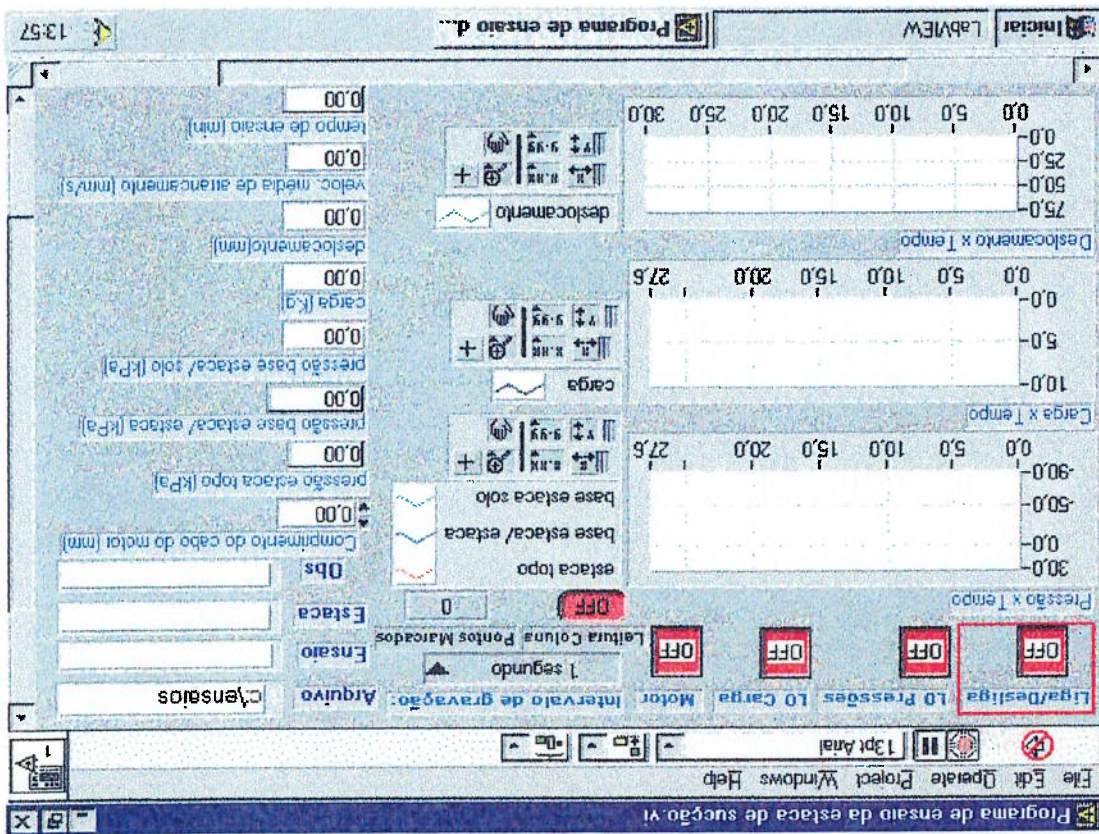 Programa de ensaio da estaca de sucção.vi
File Edit Operate Project Windows Help
13pt Arial
1
Liga/Desliga L0 Pressões L0 Carga Motor Intervalo de gravação:
OFF OFF OFF OFF
1 segundo
Leitura Coluna Pontos Marcados
OFF 0
Arquivo c:\ensaios
Ensaio
Estaca
Obs
Pressão x Tempo
30.0
0.0
-50.0
-90.0
0.0 5.0 10.0 15.0 20.0 27.6
estaca topo
base estaca/ estaca
base estaca solo
Carga x Tempo
10.0
5.0
0.0
0.0 5.0 10.0 15.0 20.0 27.6
carga
Deslocamento x Tempo
75.0
50.0
25.0
0.0
0.0 5.0 10.0 15.0 20.0 25.0 30.0
deslocamento
Comprimento do cabo do motor (mm)
0,00
pressão estaca topo (kPa)
0,00
pressão base estaca/ estaca (kPa)
0,00
pressão base estaca/ solo (kPa)
0,00
carga (Kg)
0,00
deslocamento(mm)
0,00
veloc. média de arrancamento (mm/s)
0,00
tempo de ensaio (min)
0,00
Iniciar LabVIEW Programa de ensaio d... 13:57